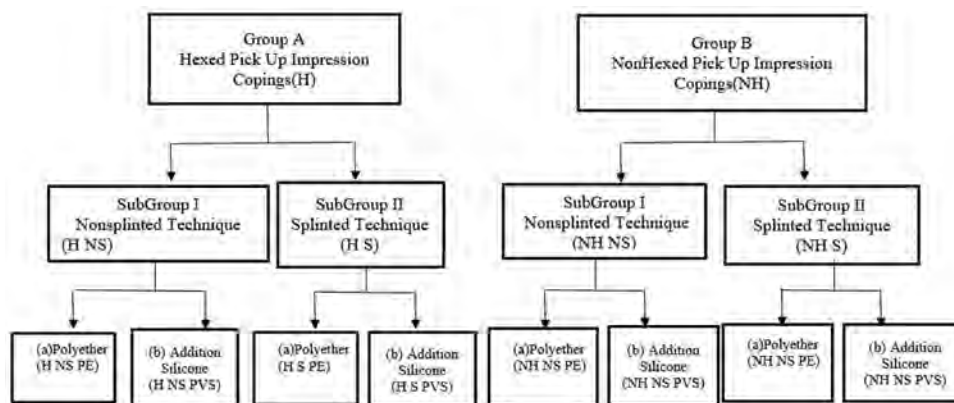 Group A
Hexed Pick Up Impression
Copings(H)
Group B
NonHexed Pick Up Impression
Copings(NH)
SubGroup I
Nonsplinted Technique
(H NS)
SubGroup II
Splinted Technique
(H S)
SubGroup I
Nonsplinted Technique
(NH NS)
SubGroup II
Splinted Technique
(NH S)
(a)Polyether
(H NS PE)
(b) Addition
Silicone
(H NS PVS)
(a)Polyether
(H S PE)
(b) Addition
Silicone
(H S PVS)
(a)Polyether
(NH NS PE)
(b) Addition
Silicone
(NH NS PVS)
(a)Polyether
(NH NS PE)
(b) Addition
Silicone
(NH NS PVS)